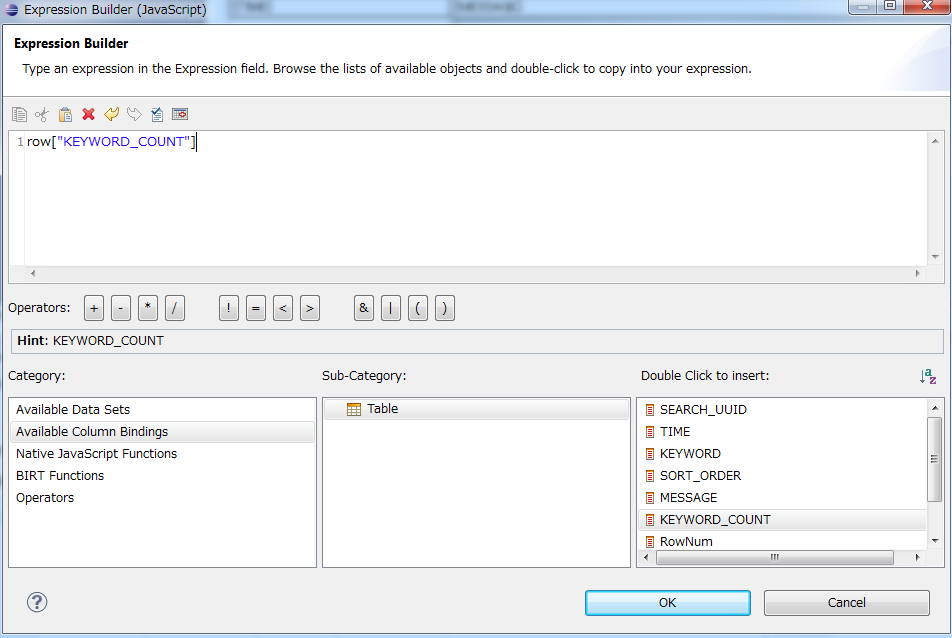 Expression Builder (JavaScript)
Expression Builder
Type an expression in the Expression field. Browse the lists of available objects and double-click to copy into your expression.
1 row["KEYWORD_COUNT"]
Operators: + - * / ! = < > & | ( )
Hint: KEYWORD_COUNT
Category: Sub-Category: Double Click to insert:
Available Data Sets
Available Column Bindings
Native JavaScript Functions
BIRT Functions
Operators
Table
SEARCH_UUID
TIME
KEYWORD
SORT_ORDER
MESSAGE
KEYWORD_COUNT
RowNum
OK Cancel